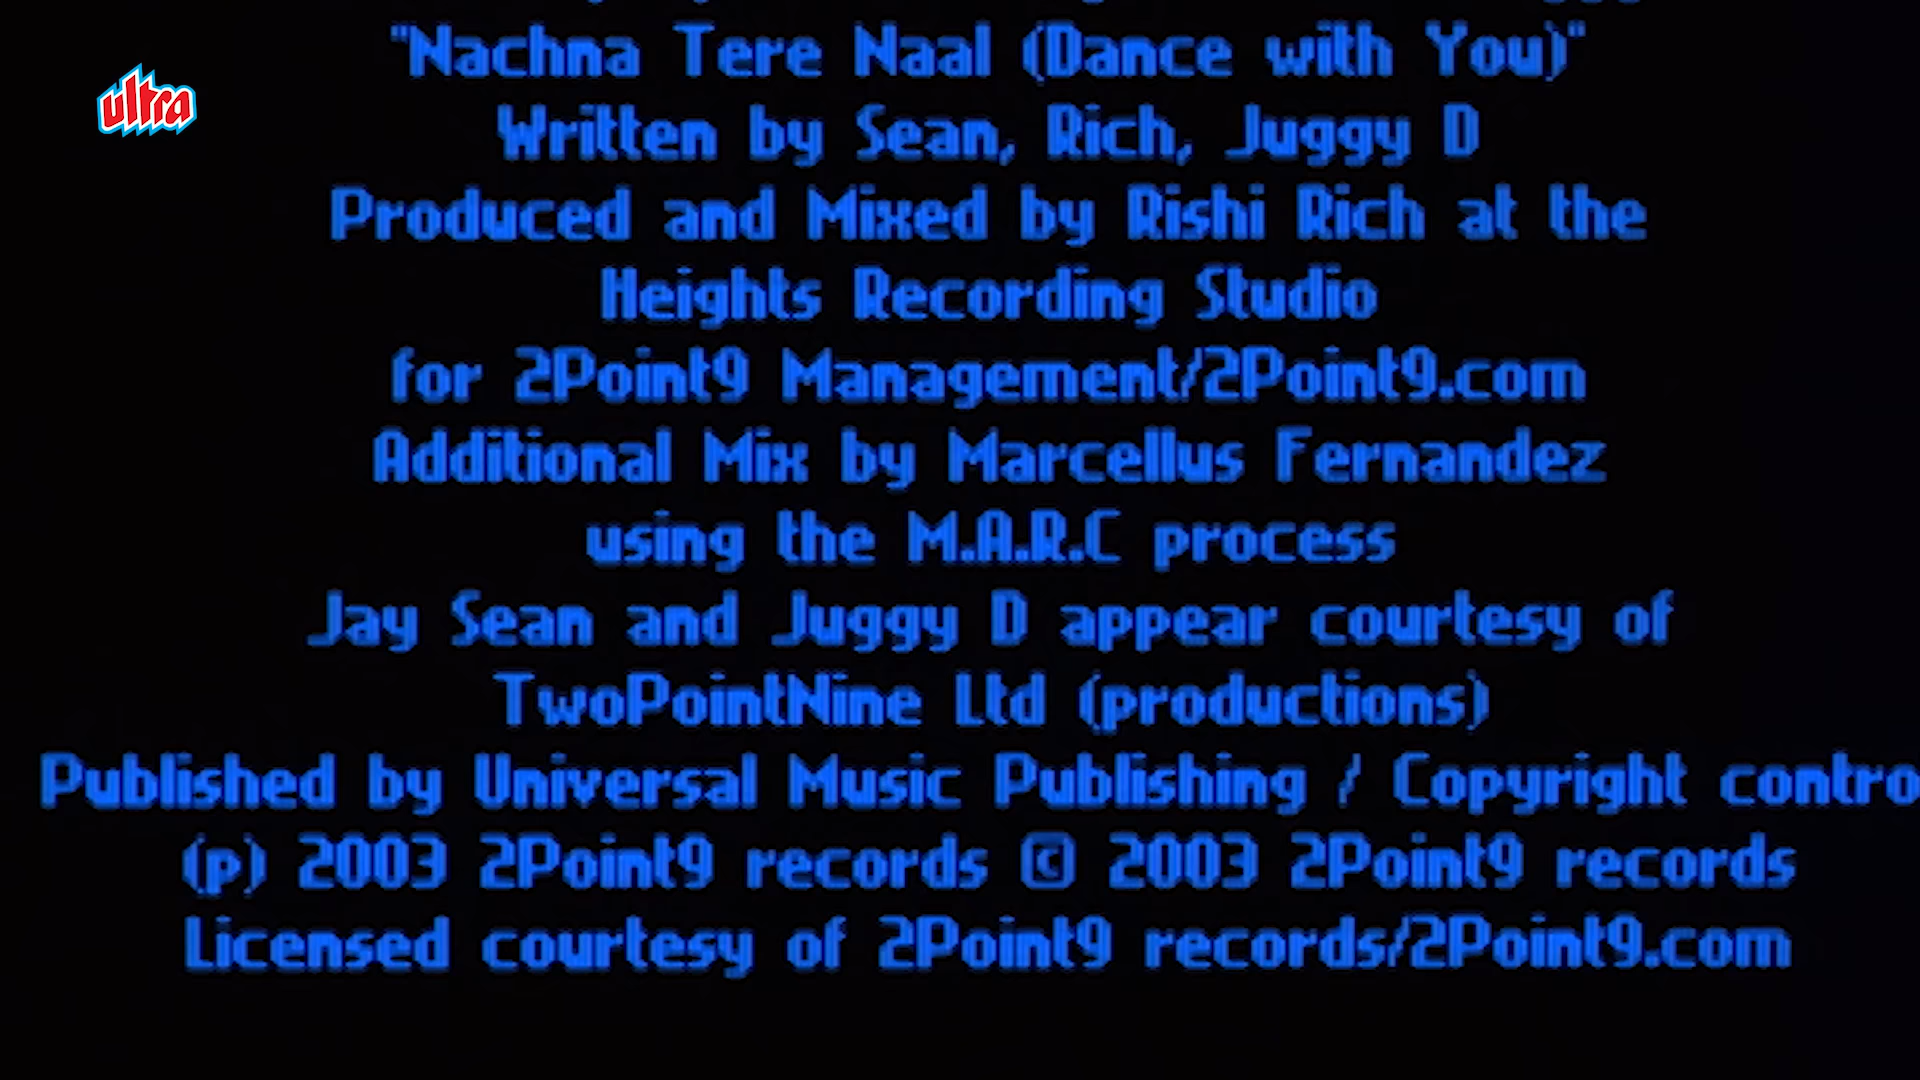 ultra
"Nachna Tere Naal (Dance with You)"
Written by Sean, Rich, Juggy D
Produced and Mixed by Rishi Rich at the
Heights Recording Studio
for 2Point9 Management/2Point9.com
Additional Mix by Marcellus Fernandez
using the M.A.R.C process
Jay Sean and Juggy D appear courtesy of
TwoPointNine Ltd (productions)
Published by Universal Music Publishing / Copyright contro
(p) 2003 2Point9 records © 2003 2Point9 records
Licensed courtesy of 2Point9 records/2Point9.com